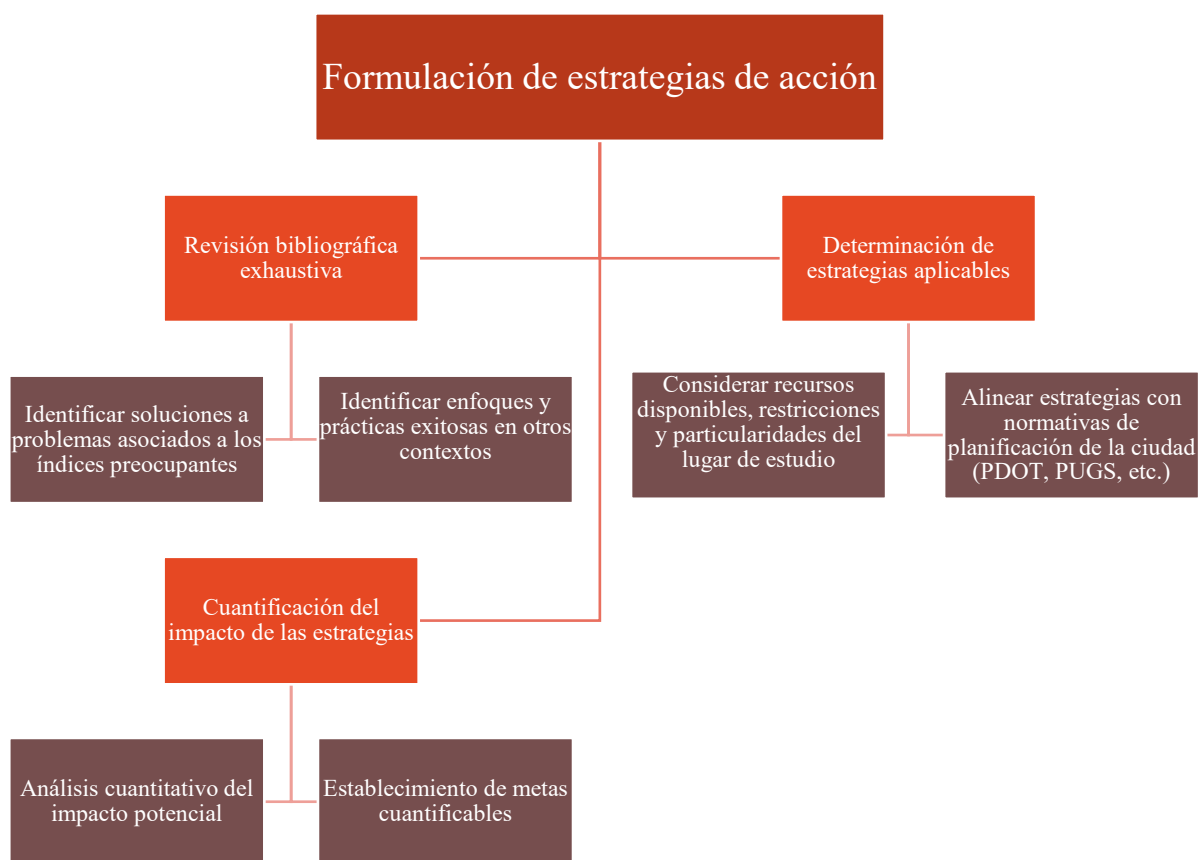 Formulación de estrategias de acción
Revisión bibliográfica
exhaustiva
Determinación de
estrategias aplicables
Identificar soluciones a
problemas asociados a los
índices preocupantes
Identificar enfoques y
prácticas exitosas en otros
contextos
Considerar recursos
disponibles, restricciones
y particularidades del
lugar de estudio
Alinear estrategias con
normativas de
planificación de la ciudad
(PDOT, PUGS, etc.)
Cuantificación del
impacto de las estrategias
Análisis cuantitativo del
impacto potencial
Establecimiento de metas
cuantificables